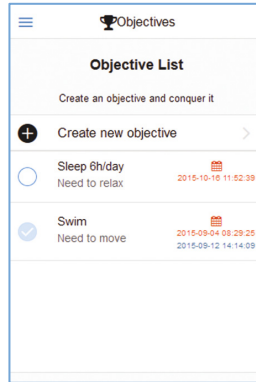 Objectives
Objective List
Create an objective and conquer it
Create new objective
Sleep 6h/day
Need to relax
2015-10-16 11:52:39
Swim
Need to move
2015-09-04 08:29:25
2015-09-12 14:14:09